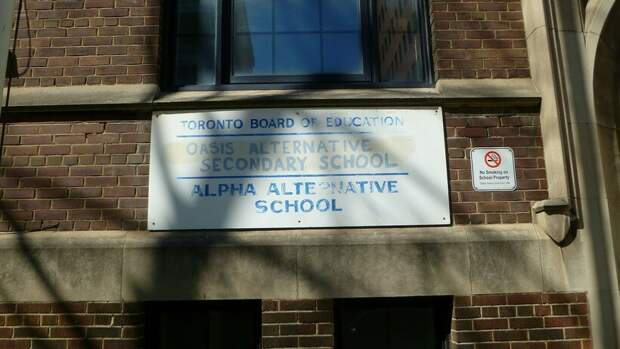 TORONTO BOARD OF EDUCATION
OASIS ALTERNATIVE
SECONDARY SCHOOL
ALPHA ALTERNATIVE
SCHOOL
No Smoking on
School Property